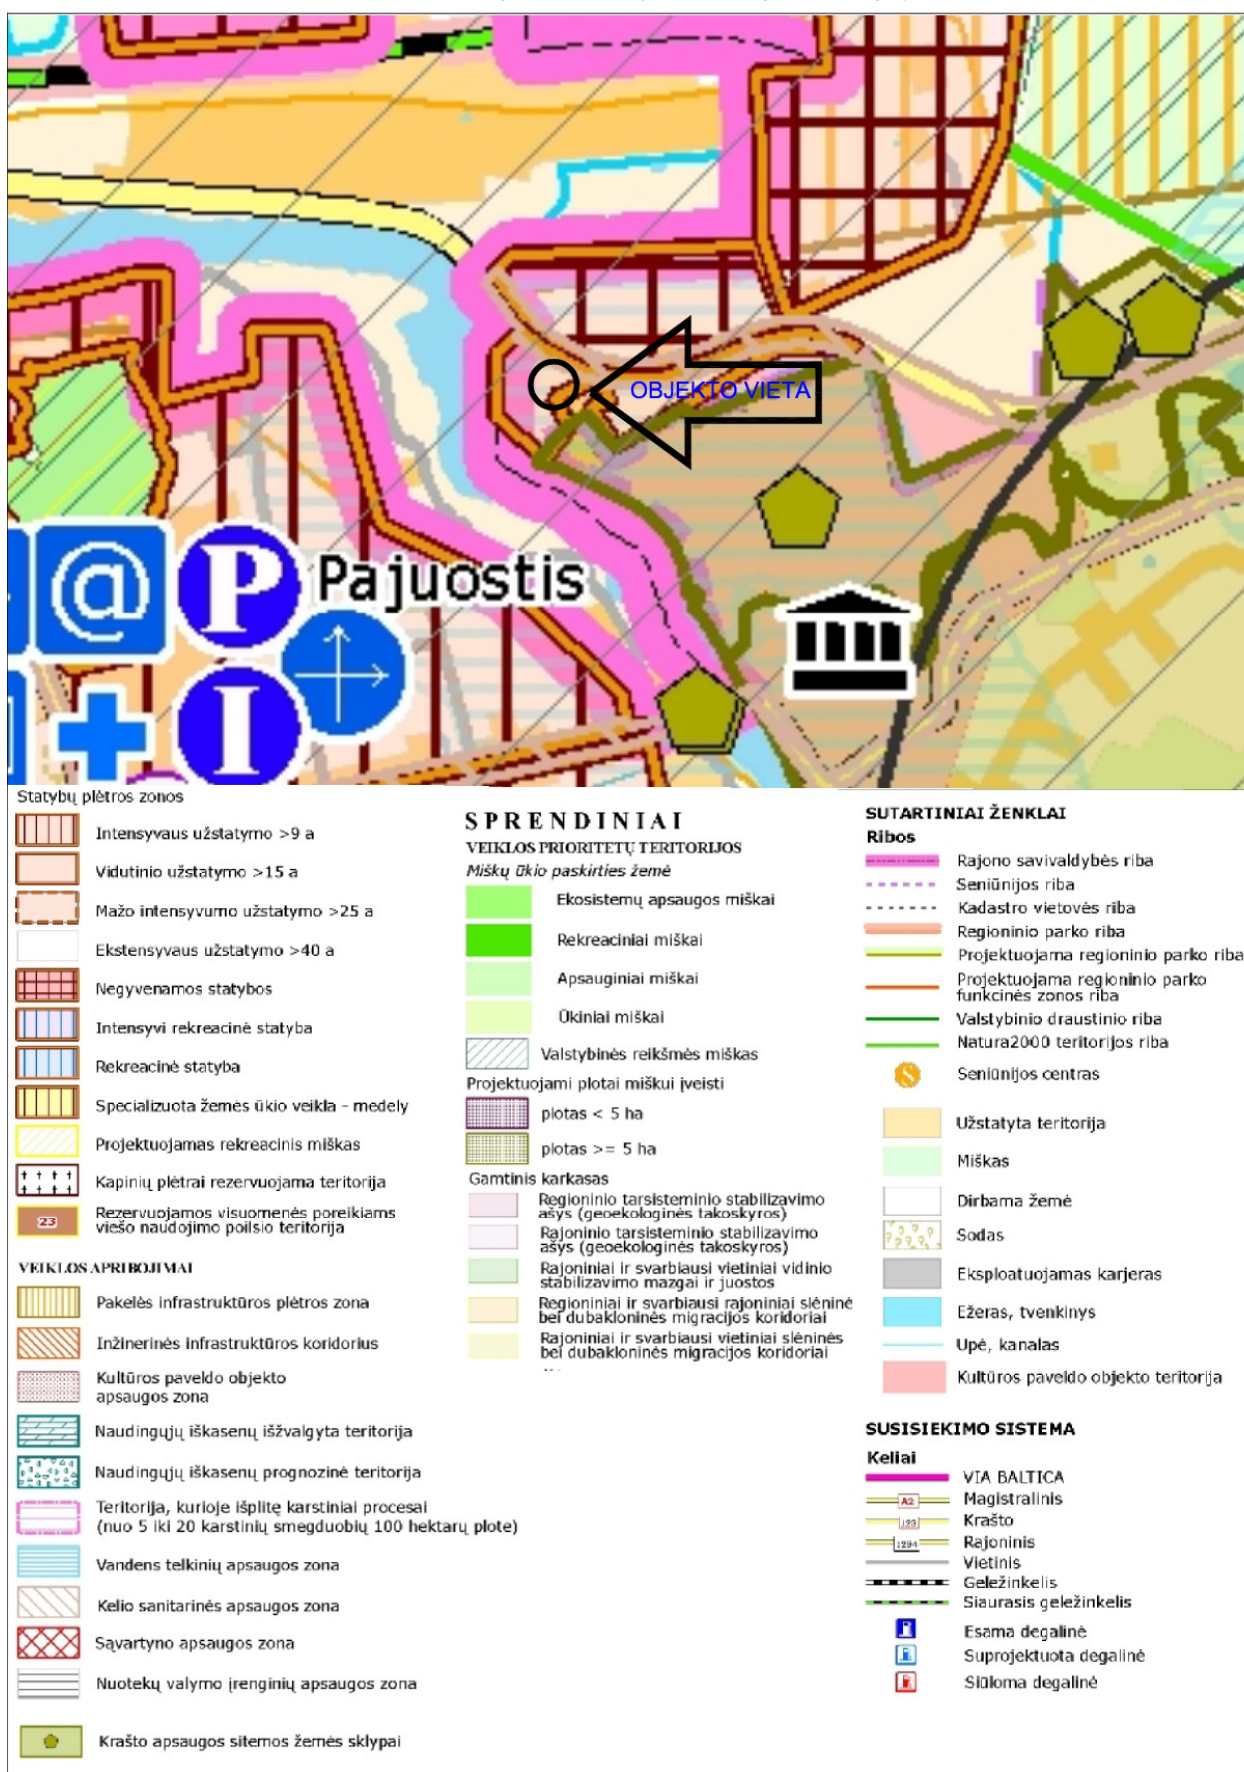 OBJEKTO VIETA
@
P
Pajuostis
I
Statybų plėtros zonos
Intensyvaus užstatymo >9 a
Vidutinio užstatymo >15 a
Mažo intensyvumo užstatymo >25 a
Ekstensyvaus užstatymo >40 a
Negyvenamos statybos
Intensyvi rekreacinė statyba
Rekreacinė statyba
Specializuota žemės ūkio veikla - medely
Projektuojamas rekreacinis miškas
Kapinių plėtrai rezervuojama teritorija
23
Rezervuojamos visuomenės poreikiams
viešo naudojimo poilsio teritorija
VEIKLOS APRIBOJIMAI
Pakelės infrastruktūros plėtros zona
Inžinerinės infrastruktūros koridorius
Kultūros paveldo objekto
apsaugos zona
Naudingųjų iškasenų išžvalgyta teritorija
Naudingųjų iškasenų prognozinė teritorija
Teritorija, kurioje išplitę karstiniai procesai
(nuo 5 iki 20 karstinių smegduobių 100 hektarų plote)
Vandens telkinių apsaugos zona
Kelio sanitarinės apsaugos zona
Sąvartyno apsaugos zona
Nuotekų valymo įrenginių apsaugos zona
Krašto apsaugos sitemos žemės sklypai
SPRENDINIAI
VEIKLOS PRIORITETŲ TERITORIJOS
Miškų ūkio paskirties žemė
Ekosistemų apsaugos miškai
Rekreaciniai miškai
Apsauginiai miškai
Ūkiniai miškai
Valstybinės reikšmės miškas
Projektuojami plotai miškui įveisti
plotas < 5 ha
plotas >= 5 ha
Gamtinis karkasas
Regioninio tarsisteminio stabilizavimo
ašys (geoekologinės takoskyros)
Rajoninio tarsisteminio stabilizavimo
ašys (geoekologinės takoskyros)
Rajoniniai ir svarbiausi vietiniai vidinio
stabilizavimo mazgai ir juostos
Regioniniai ir svarbiausi rajoniniai slėninė
bei dubakloninės migracijos koridoriai
Rajoniniai ir svarbiausi vietiniai slėninės
bei dubakloninės migracijos koridoriai
SUTARTINIAI ŽENKLAI
Ribos
Rajono savivaldybės riba
Seniūnijos riba
Kadastro vietovės riba
Regioninio parko riba
Projektuojama regioninio parko riba
Projektuojama regioninio parko
funkcinės zonos riba
Valstybinio draustinio riba
Natura2000 teritorijos riba
S
Seniūnijos centras
Užstatyta teritorija
Miškas
Dirbama žemė
Sodas
Eksploatuojamas karjeras
Ežeras, tvenkinys
Upė, kanalas
Kultūros paveldo objekto teritorija
SUSISIEKIMO SISTEMA
Keliai
VIA BALTICA
A2 Magistralinis
123 Krašto
1294 Rajoninis
Vietinis
Geležinkelis
Siaurasis geležinkelis
Esama degalinė
Suprojektuota degalinė
Siūloma degalinė